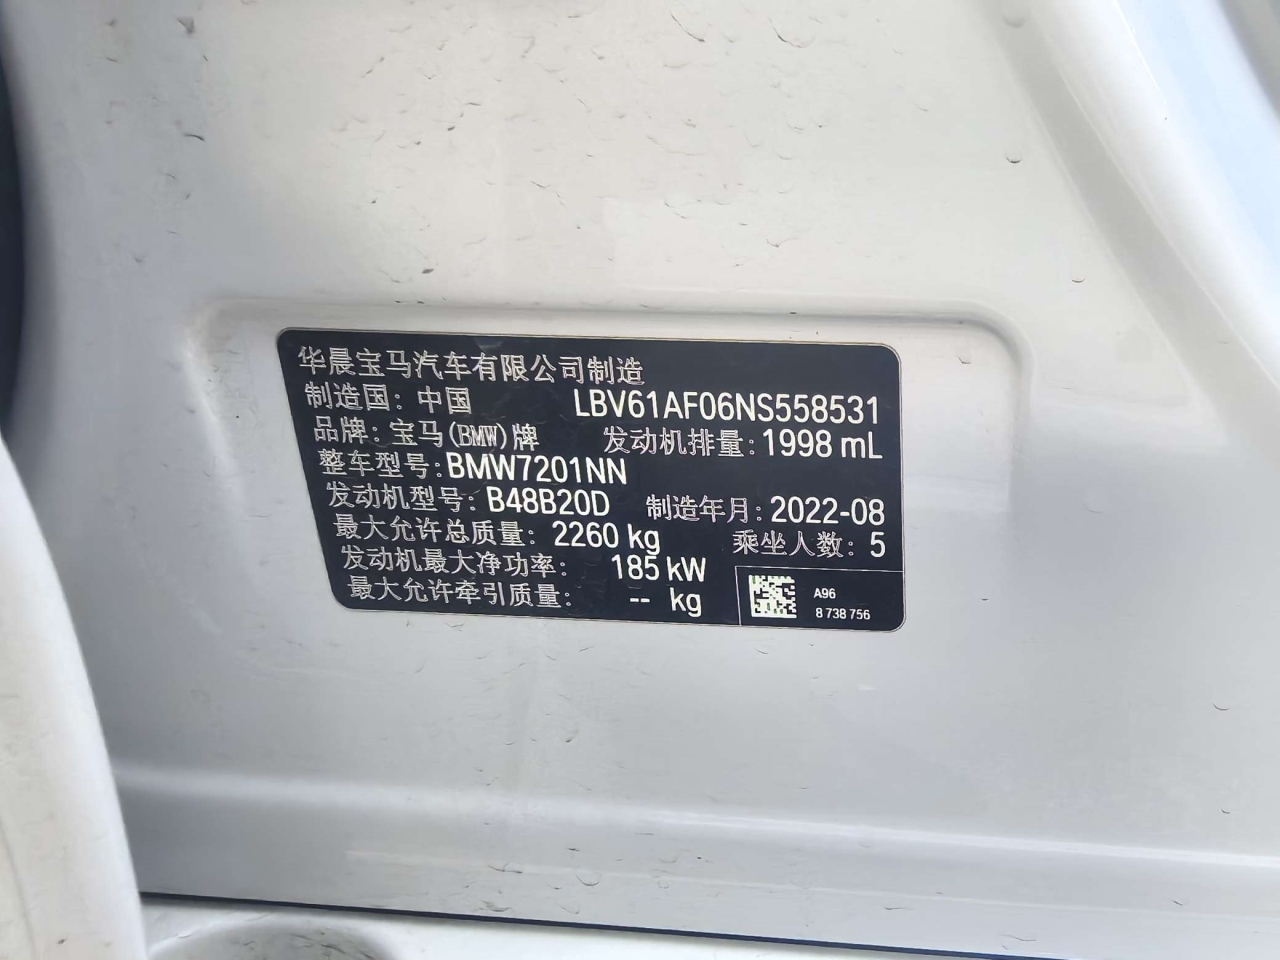 华晨宝马汽车有限公司制造
制造国：中国 LBV61AF06NS558531
品牌：宝马(BMW)牌 发动机排量：1998 mL
整车型号：BMW7201NN
发动机型号：B48B20D 制造年月：2022-08
最大允许总质量：2260 kg 乘坐人数：5
发动机最大净功率：185 kW
最大允许牵引质量：-- kg
A96
8 738 756